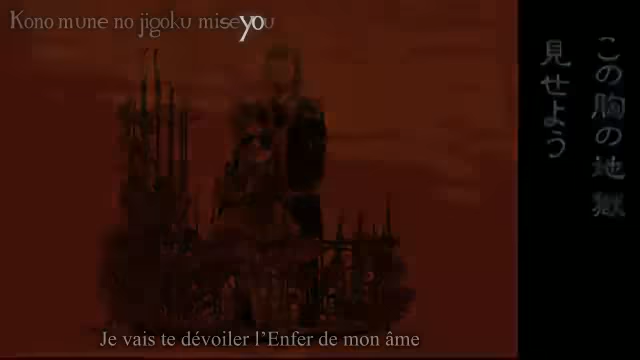 Kono mune no jigoku miseyou
この胸の地獄
見せよう
Je vais te dévoiler l'Enfer de mon âme